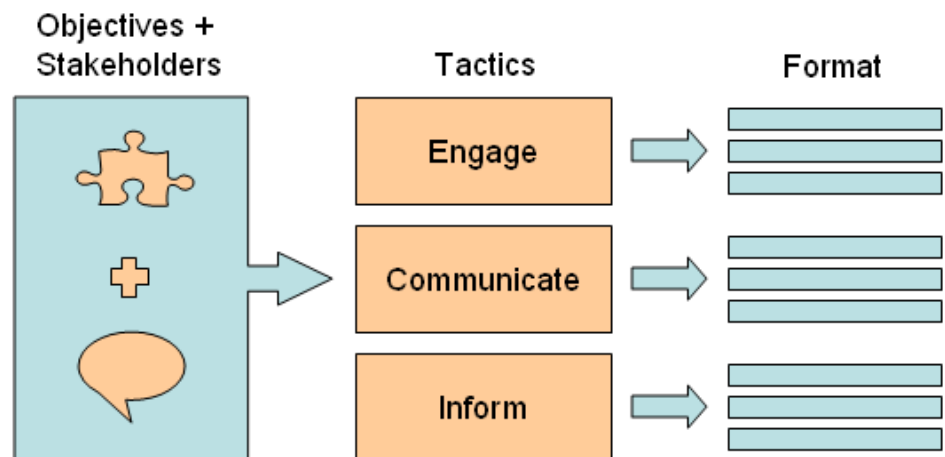 Objectives +
Stakeholders
Tactics
Format
Engage
Communicate
Inform